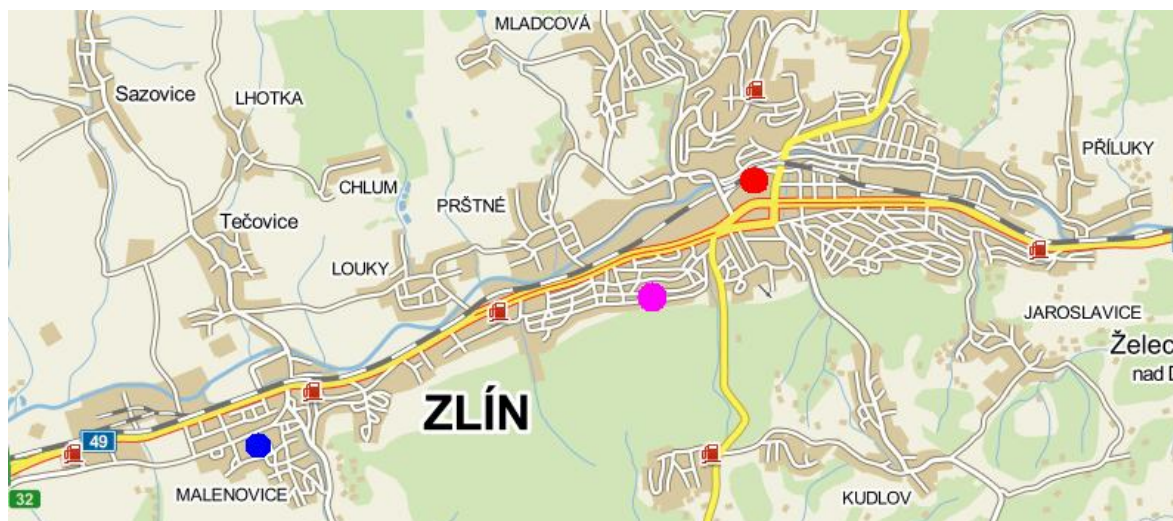 MLADCOVÁ
Sazovice
LHOTKA
PŘÍLUKY
CHLUM
PRŠTNÉ
Tečovice
LOUKY
JAROSLAVICE
Želec
nad D
ZLÍN
49
32
MALENOVICE
KUDLOV